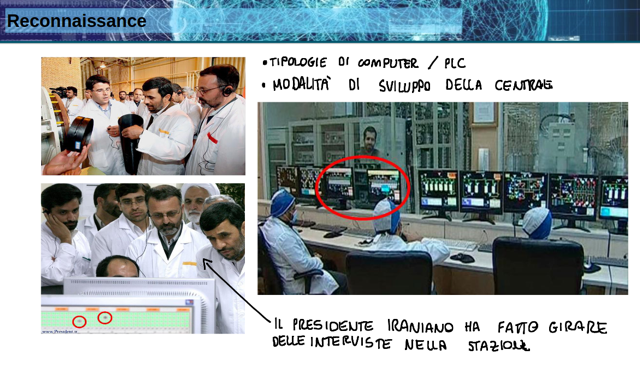 Reconnaissance
• TIPOLOGIE DI COMPUTER / PLC
• MODALITÀ DI SVILUPPO DELLA CENTRALE
IL PRESIDENTE IRANIANO HA FATTO GIRARE
DELLE INTERVISTE NELLA STAZIONE